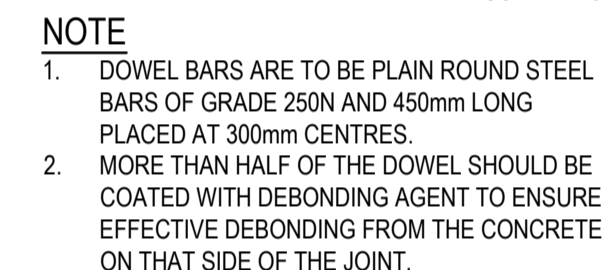 NOTE
1. DOWEL BARS ARE TO BE PLAIN ROUND STEEL
BARS OF GRADE 250N AND 450mm LONG
PLACED AT 300mm CENTRES.
2. MORE THAN HALF OF THE DOWEL SHOULD BE
COATED WITH DEBONDING AGENT TO ENSURE
EFFECTIVE DEBONDING FROM THE CONCRETE
ON THAT SIDE OF THE JOINT.